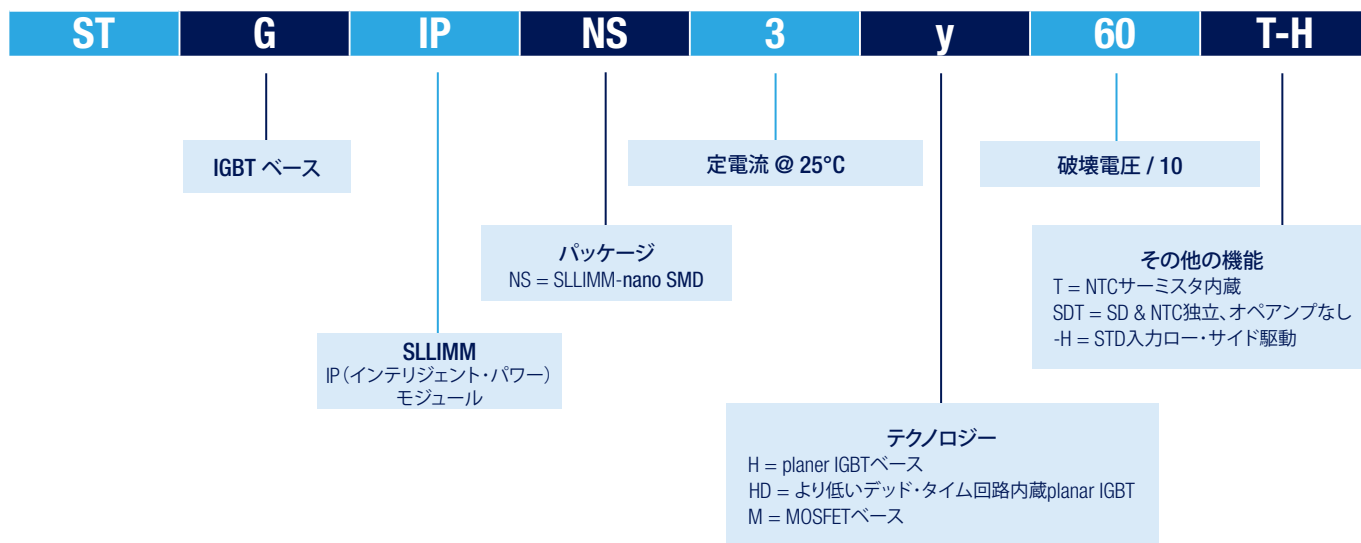 ST G IP NS 3 y 60 T-H
IGBT ベース
定電流 @ 25°C
破壊電圧 / 10
パッケージ
NS = SLLIMM-nano SMD
その他の機能
T = NTCサーミスタ内蔵
SDT = SD & NTC独立、オペアンプなし
-H = STD入力ロー・サイド駆動
SLLIMM
IP（インテリジェント・パワー）
モジュール
テクノロジー
H = planer IGBTベース
HD = より低いデッド・タイム回路内蔵planar IGBT
M = MOSFETベース